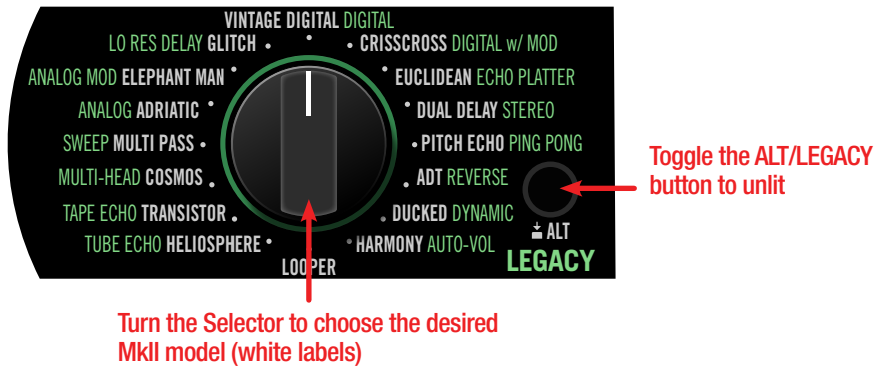 VINTAGE DIGITAL DIGITAL
LO RES DELAY GLITCH
CRISSCROSS DIGITAL w/ MOD
ANALOG MOD ELEPHANT MAN
EUCLIDEAN ECHO PLATTER
ANALOG ADRIATIC
DUAL DELAY STEREO
SWEEP MULTI PASS
PITCH ECHO PING PONG
MULTI-HEAD COSMOS
ADT REVERSE
TAPE ECHO TRANSISTOR
DUCKED DYNAMIC
TUBE ECHO HELIOSPHERE
HARMONY AUTO-VOL
LOOPER
ALT
LEGACY
Toggle the ALT/LEGACY
button to unlit
Turn the Selector to choose the desired
MkII model (white labels)